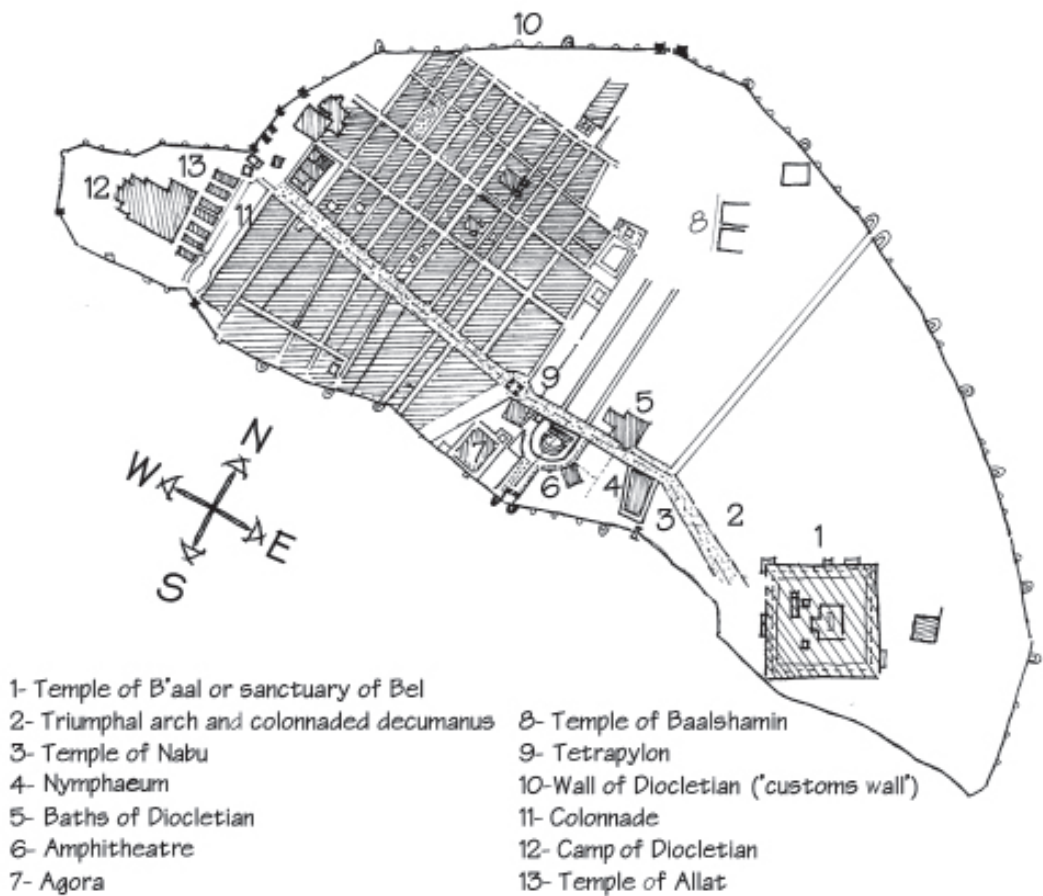 10
13
12
11
8
9
5
7
6
4
3
2
1
N
W
E
S
1- Temple of B'aal or sanctuary of Bel
2- Triumphal arch and colonnaded decumanus
3- Temple of Nabu
4- Nymphaeum
5- Baths of Diocletian
6- Amphitheatre
7- Agora
8- Temple of Baalshamin
9- Tetrapylon
10-Wall of Diocletian ("customs wall")
11- Colonnade
12- Camp of Diocletian
13- Temple of Allat